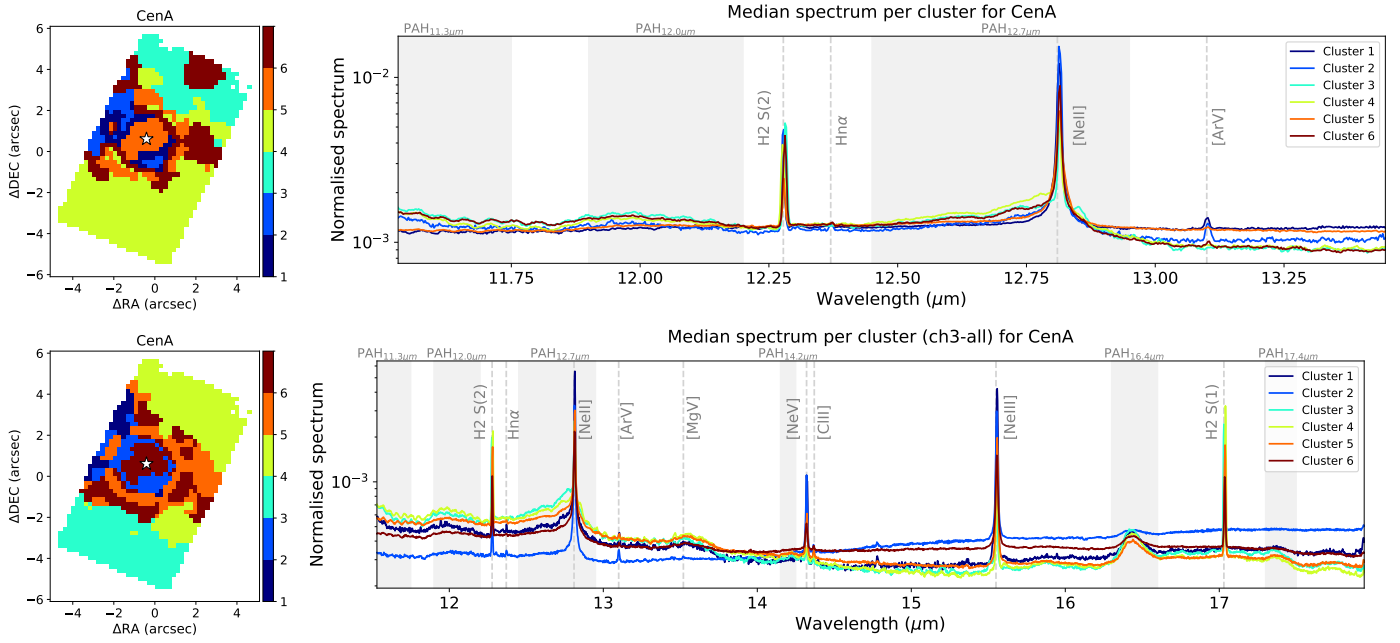 CenA
ΔDEC (arcsec)
6
4
2
0
−2
−4
−6
−4
−2
0
2
4
ΔRA (arcsec)
6
5
4
3
2
1
Median spectrum per cluster for CenA
PAH11.3μm
PAH12.0μm
PAH12.7μm
Normalised spectrum
10−2
10−3
H2 S(2)
Hnα
[NeII]
[ArV]
Cluster 1
Cluster 2
Cluster 3
Cluster 4
Cluster 5
Cluster 6
11.75
12.00
12.25
12.50
12.75
13.00
13.25
Wavelength (μm)
CenA
ΔDEC (arcsec)
6
4
2
0
−2
−4
−6
−4
−2
0
2
4
ΔRA (arcsec)
6
5
4
3
2
1
Median spectrum per cluster (ch3-all) for CenA
PAH11.3μm
PAH12.0μm
PAH12.7μm
PAH14.2μm
PAH16.4μm
PAH17.4μm
Normalised spectrum
10−3
H2 S(2)
Hnα
[NeII]
[ArV]
[MgV]
[NeV]
[ClII]
[NeIII]
H2 S(1)
Cluster 1
Cluster 2
Cluster 3
Cluster 4
Cluster 5
Cluster 6
12
13
14
15
16
17
Wavelength (μm)